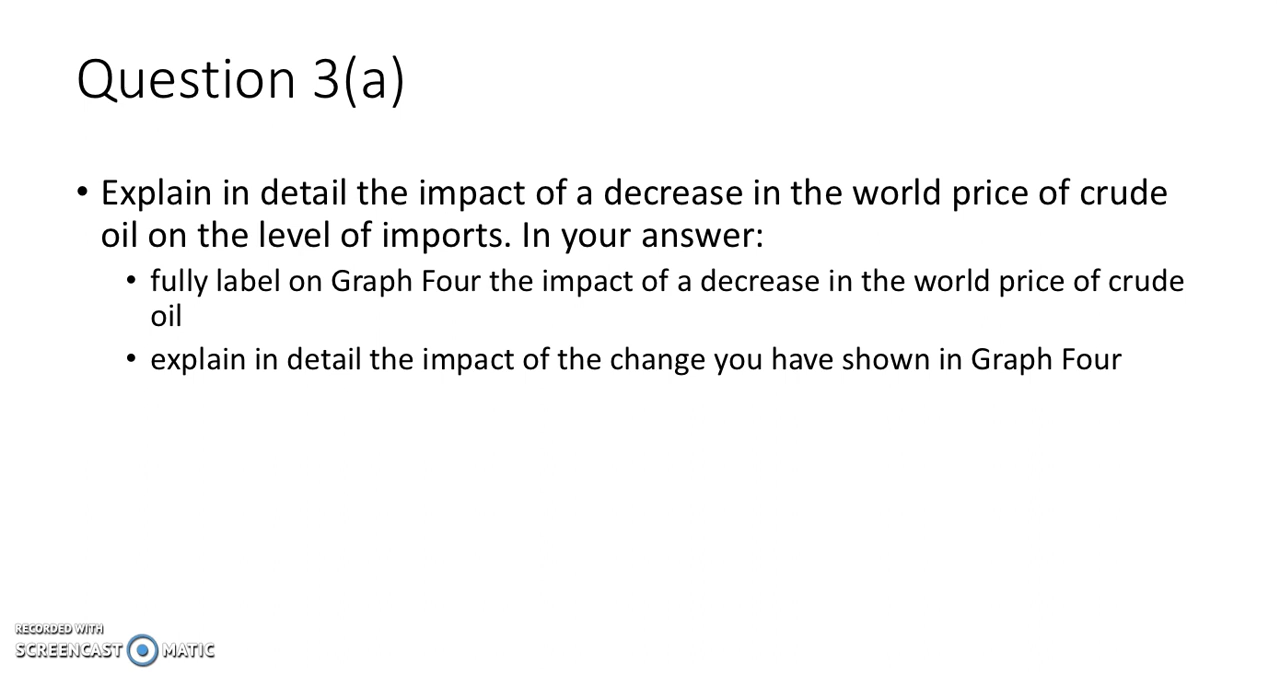 Question 3(a)
• Explain in detail the impact of a decrease in the world price of crude
oil on the level of imports. In your answer:
• fully label on Graph Four the impact of a decrease in the world price of crude
oil
• explain in detail the impact of the change you have shown in Graph Four
RECORDED WITH
SCREENCAST MATIC